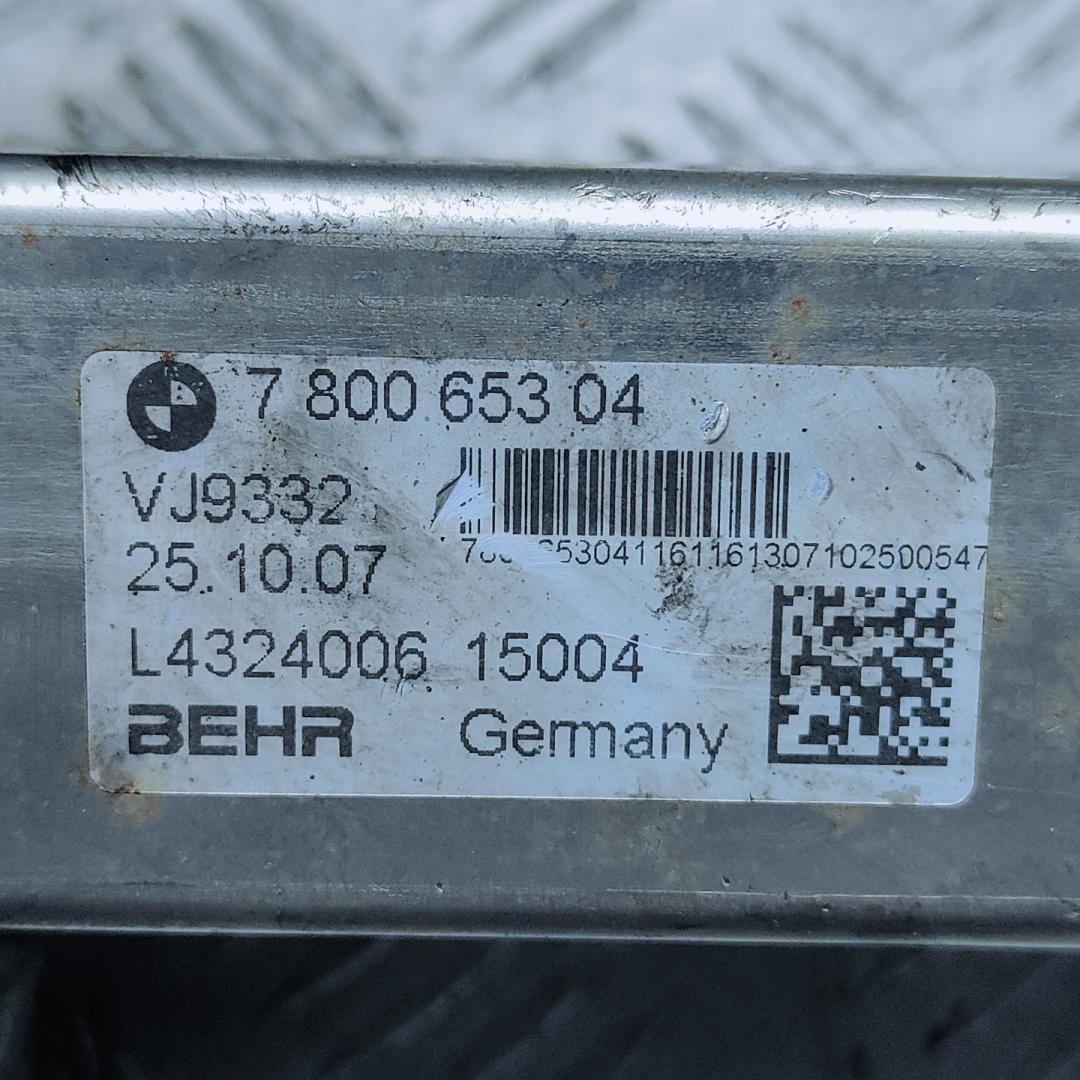 7 800 653 04
VJ9332
25.10.07
L4324006 15004
BEHR Germany